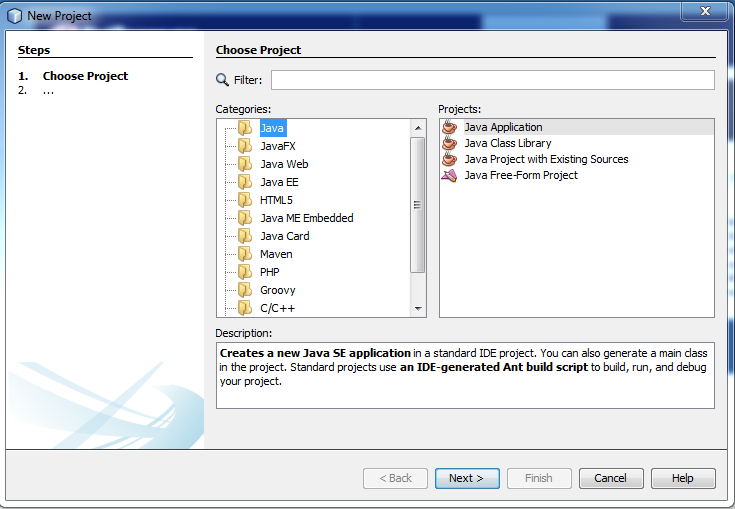 New Project
Steps
1. Choose Project
2. ...
Choose Project
Filter:
Categories:
Java
JavaFX
Java Web
Java EE
HTML5
Java ME Embedded
Java Card
Maven
PHP
Groovy
C/C++
Projects:
Java Application
Java Class Library
Java Project with Existing Sources
Java Free-Form Project
Description:
Creates a new Java SE application in a standard IDE project. You can also generate a main class
in the project. Standard projects use an IDE-generated Ant build script to build, run, and debug
your project.
< Back
Next >
Finish
Cancel
Help